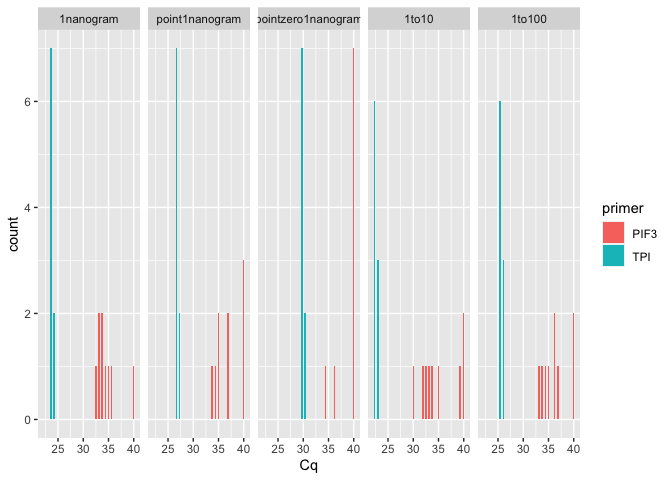 1nanogram point1nanogram pointzero1nanogram 1to10 1to100
6
4
2
0
count
25 30 35 40 25 30 35 40 25 30 35 40 25 30 35 40 25 30 35 40
Cq
primer
PIF3
TPI